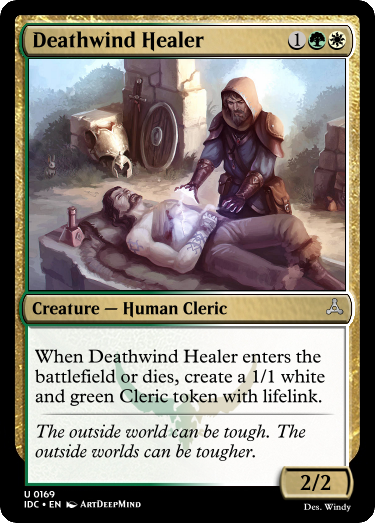 Deathwind Healer 1
Creature — Human Cleric
When Deathwind Healer enters the
battlefield or dies, create a 1/1 white
and green Cleric token with lifelink.
The outside world can be tough. The
outside worlds can be tougher.
2/2
U 0169
IDC • EN ArtDeepMind
Des. Windy